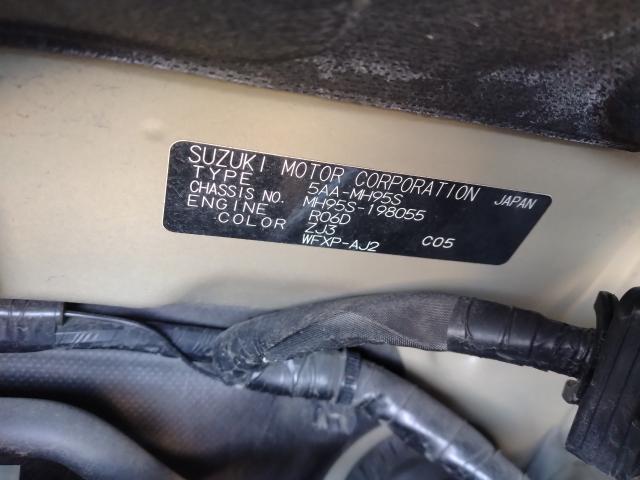 SUZUKI MOTOR CORPORATION JAPAN
TYPE 5AA-MH95S
CHASSIS NO. MH95S-198055
ENGINE R06D
COLOR ZJ3
WFXP-AJ2 C05